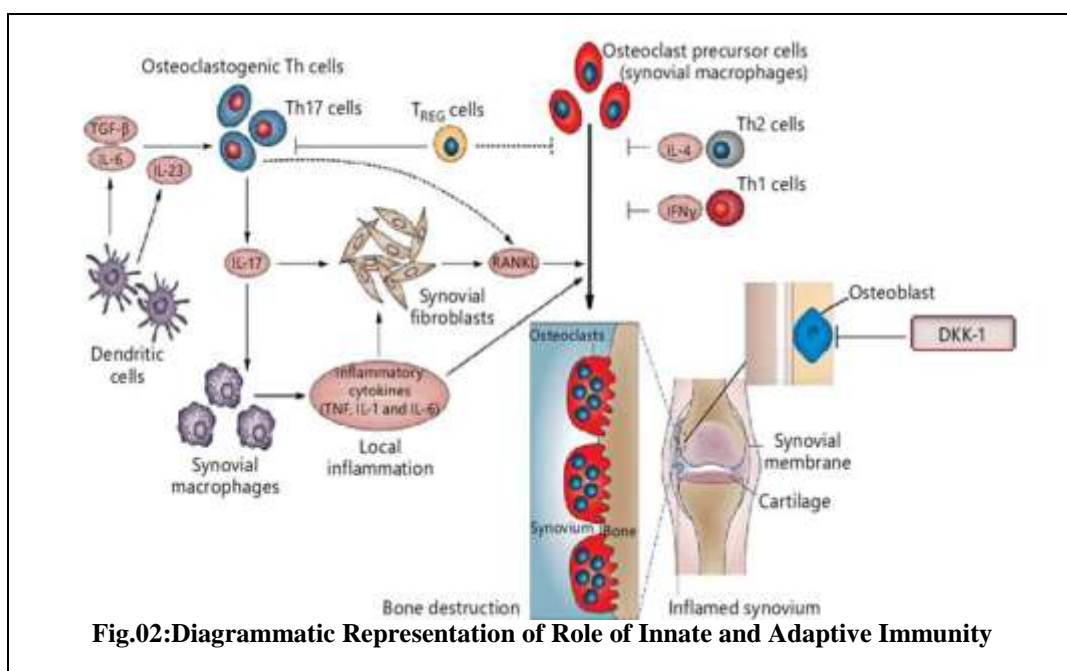 Osteoclastogenic Th cells
Th17 cells
TREG cells
Osteoclast precursor cells
(synovial macrophages)
TGF-β
IL-6
IL-23
Th2 cells
IL-4
Th1 cells
IFNγ
IL-17
RANKL
Synovial
fibroblasts
Dendritic
cells
Inflammatory
cytokines
(TNF, IL-1 and IL-6)
Local
inflammation
Synovial
macrophages
Osteoclasts
Synovium
Bone
Osteoblast
DKK-1
Synovial
membrane
Cartilage
Bone destruction
Inflamed synovium
Fig.02:Diagrammatic Representation of Role of Innate and Adaptive Immunity